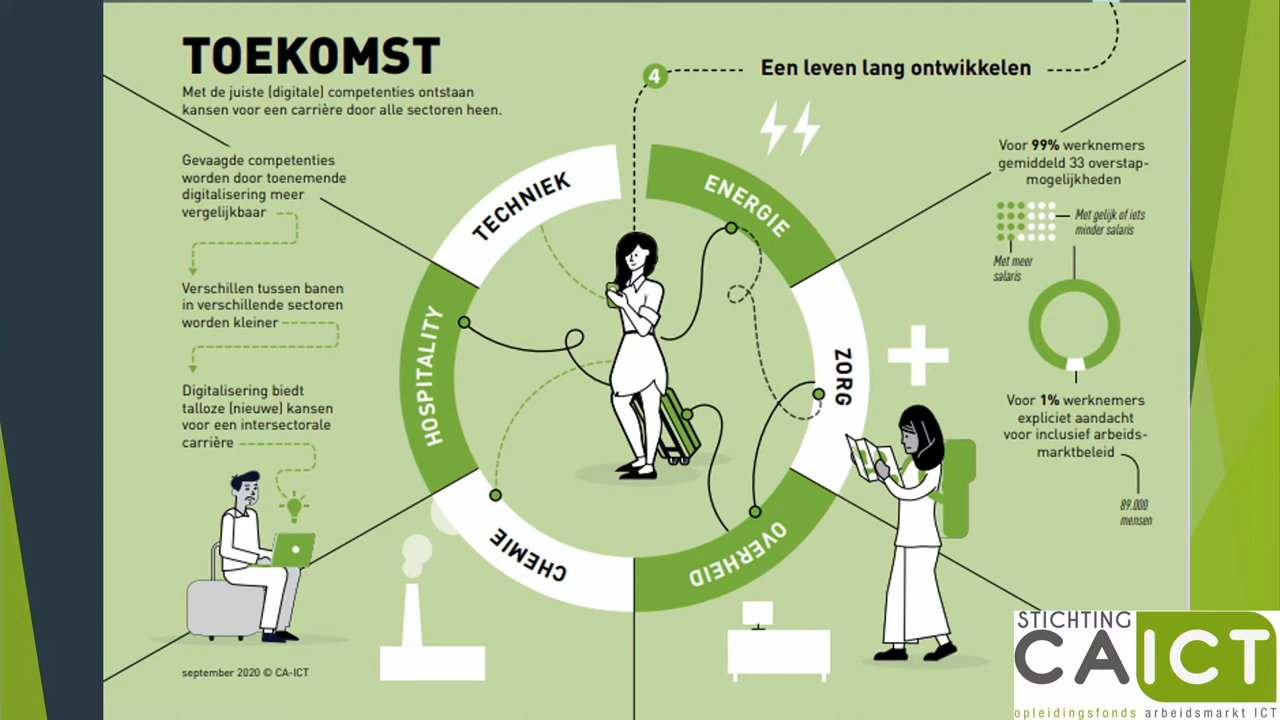 TOEKOMST
Met de juiste (digitale) competenties ontstaan
kansen voor een carrière door alle sectoren heen.
4
Een leven lang ontwikkelen
Gevaagde competenties
worden door toenemende
digitalisering meer
vergelijkbaar
Verschillen tussen banen
in verschillende sectoren
worden kleiner
Digitalisering biedt
talloze (nieuwe) kansen
voor een intersectorale
carrière
TECHNIEK
ENERGIE
HOSPITALITY
ZORG
CHEMIE
OVERHEID
Voor 99% werknemers
gemiddeld 33 overstap-
mogelijkheden
Met gelijk of iets
minder salaris
Met meer
salaris
Voor 1% werknemers
expliciet aandacht
voor inclusief arbeids-
marktbeleid
89.000
mensen
september 2020 © CA-ICT
STICHTING
CAICT
opleidingsfonds arbeidsmarkt ICT